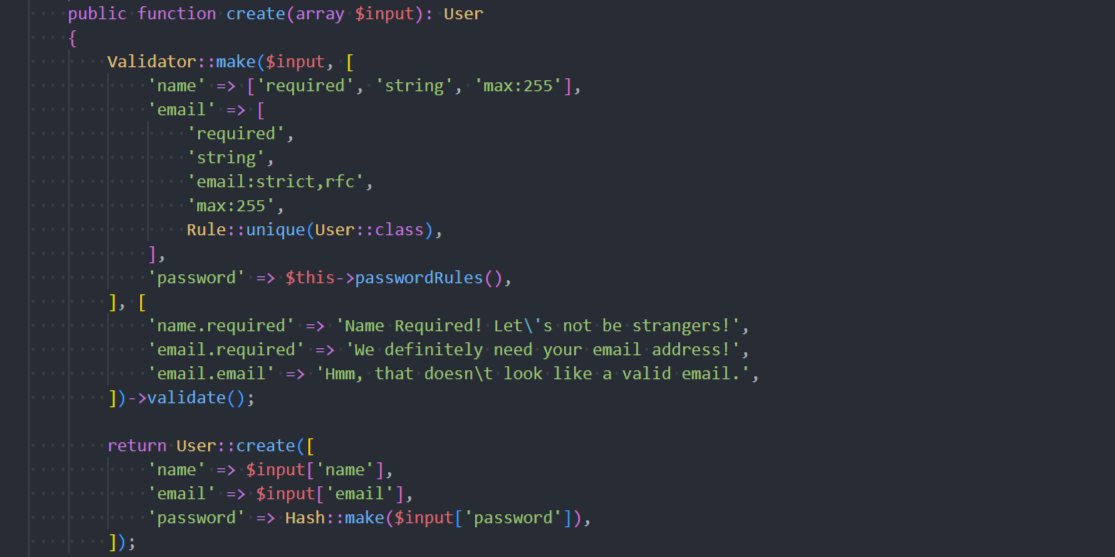 public function create(array $input): User
{
Validator::make($input, [
'name' => ['required', 'string', 'max:255'],
'email' => [
'required',
'string',
'email:strict,rfc',
'max:255',
Rule::unique(User::class),
],
'password' => $this->passwordRules(),
], [
'name.required' => 'Name Required! Let\'s not be strangers!',
'email.required' => 'We definitely need your email address!',
'email.email' => 'Hmm, that doesn\t look like a valid email.',
])->validate();
return User::create([
'name' => $input['name'],
'email' => $input['email'],
'password' => Hash::make($input['password']),
]);